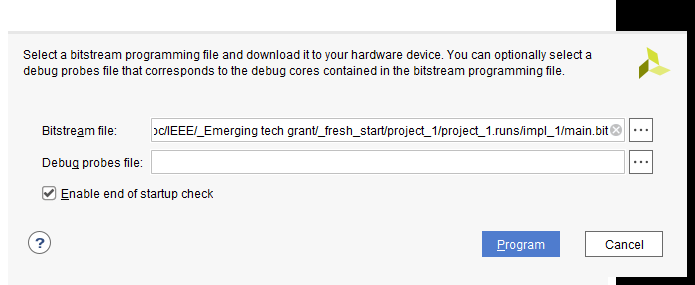 Select a bitstream programming file and download it to your hardware device. You can optionally select a
debug probes file that corresponds to the debug cores contained in the bitstream programming file.
Bitstream file: oc/IEEE/_Emerging tech grant/_fresh_start/project_1/project_1.runs/impl_1/main.bit ...
Debug probes file: ...
Enable end of startup check
? Program Cancel